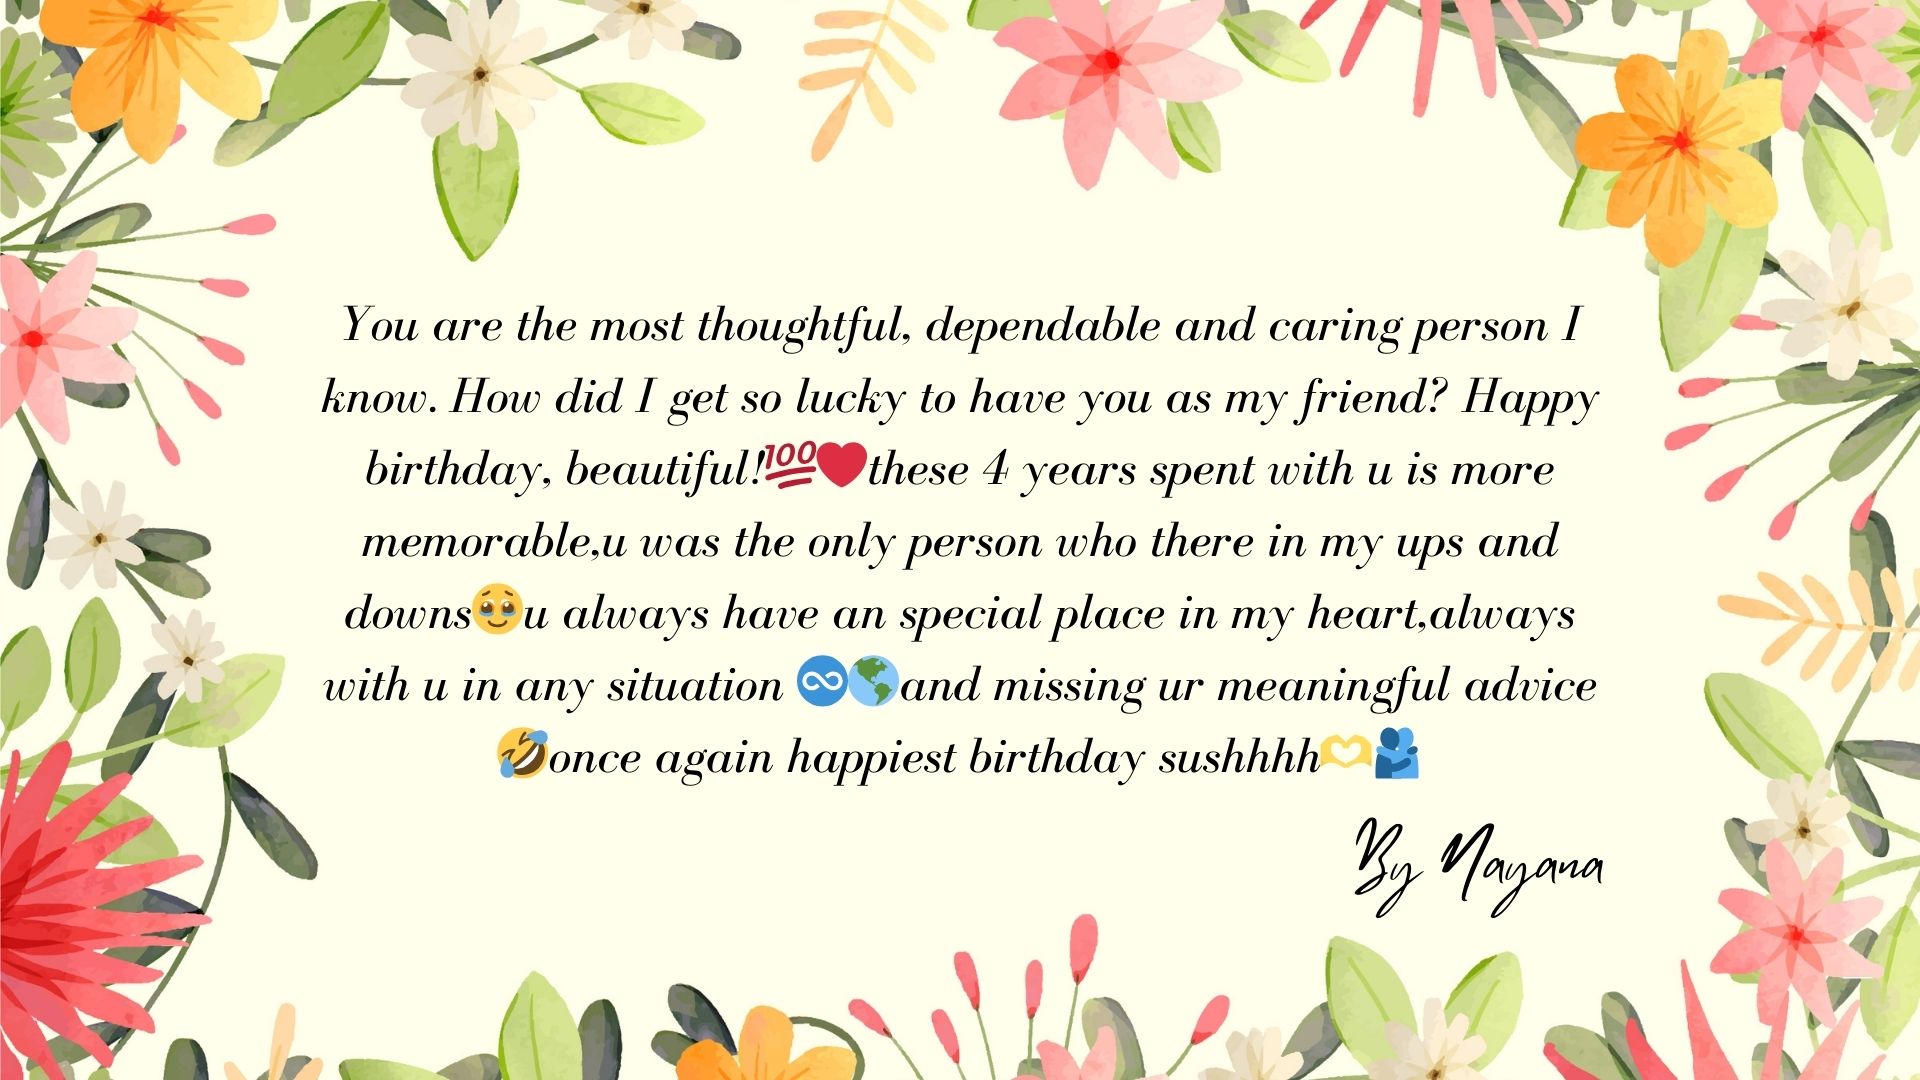 You are the most thoughtful, dependable and caring person I
know. How did I get so lucky to have you as my friend? Happy
birthday, beautiful!💯❤️these 4 years spent with u is more
memorable,u was the only person who there in my ups and
downs🥹u always have an special place in my heart,always
with u in any situation ♾️🌎and missing ur meaningful advice
🤣once again happiest birthday sushhhh🫶🫂
By Nayana